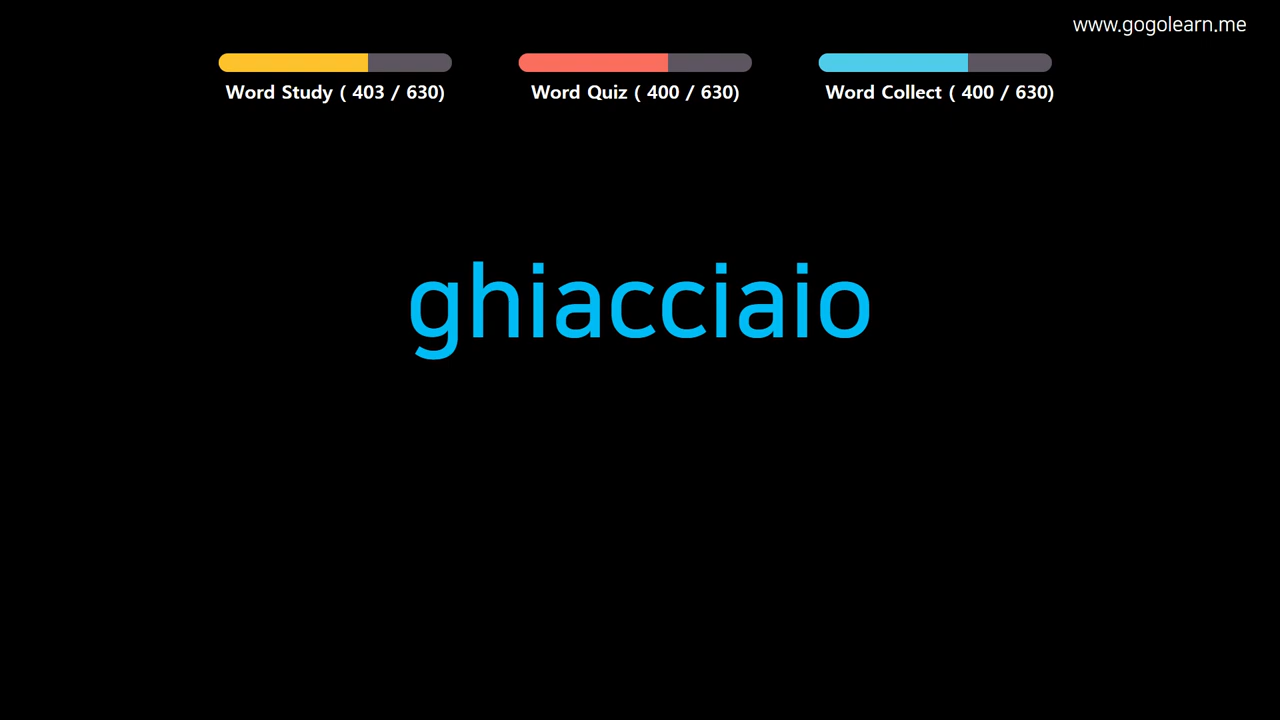 www.gogolearn.me
Word Study ( 403 / 630)
Word Quiz ( 400 / 630)
Word Collect ( 400 / 630)
ghiacciaio